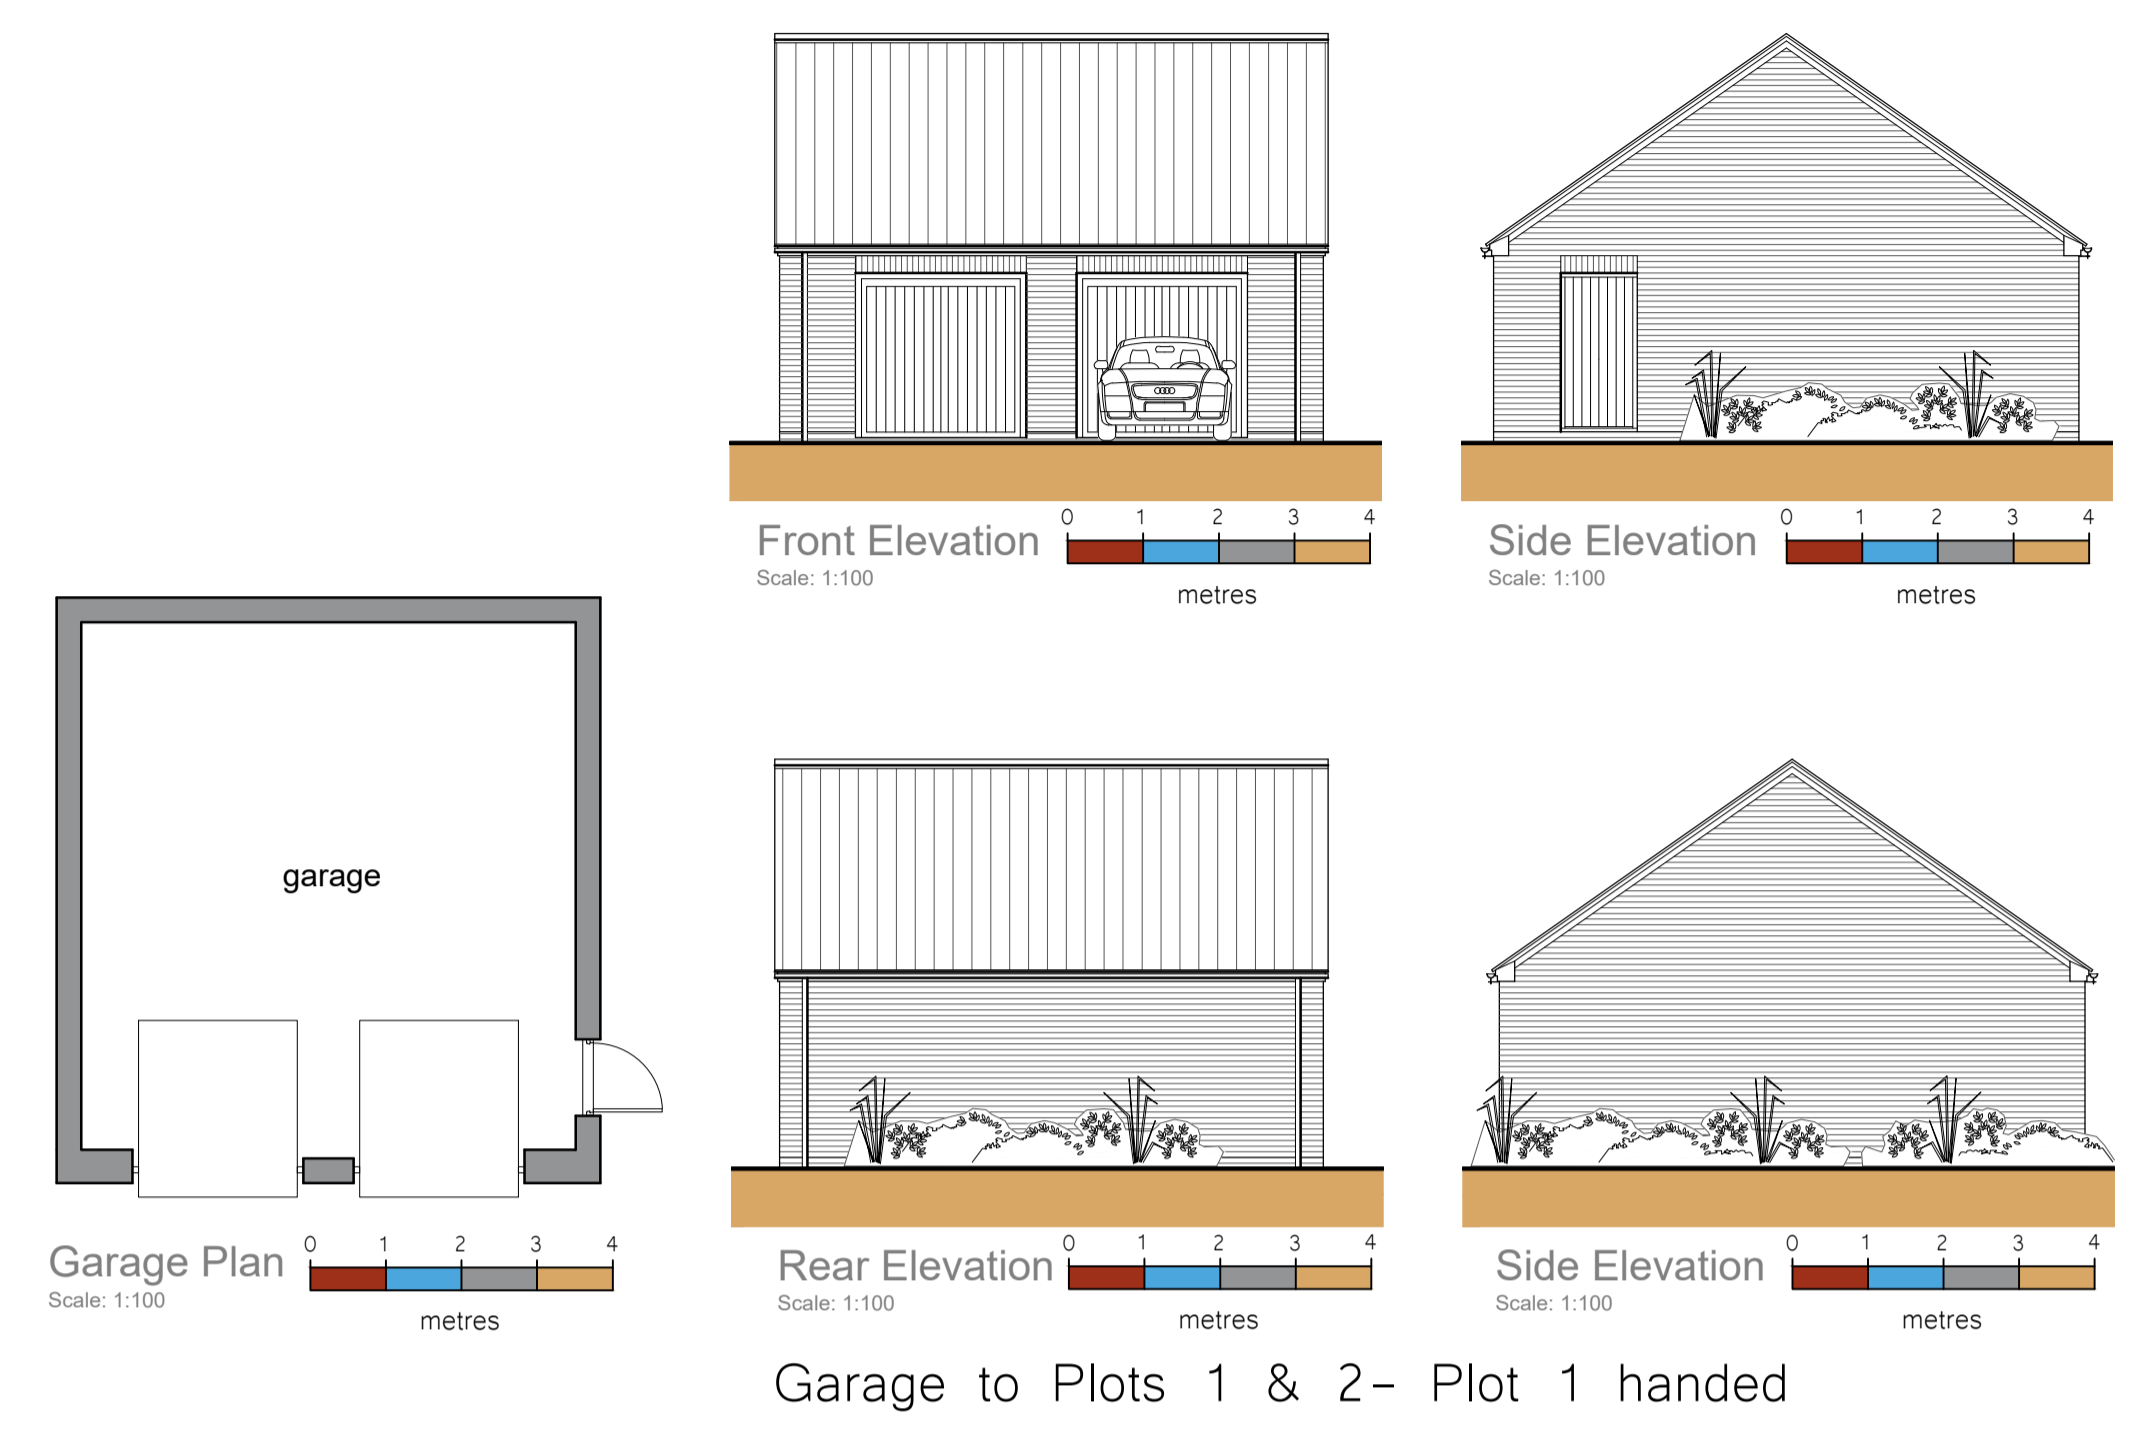 0 1 2 3 4
Front Elevation
Scale: 1:100
metres
0 1 2 3 4
Side Elevation
Scale: 1:100
metres
garage
0 1 2 3 4
Garage Plan
Scale: 1:100
metres
0 1 2 3 4
Rear Elevation
Scale: 1:100
metres
0 1 2 3 4
Side Elevation
Scale: 1:100
metres
Garage to Plots 1 & 2- Plot 1 handed